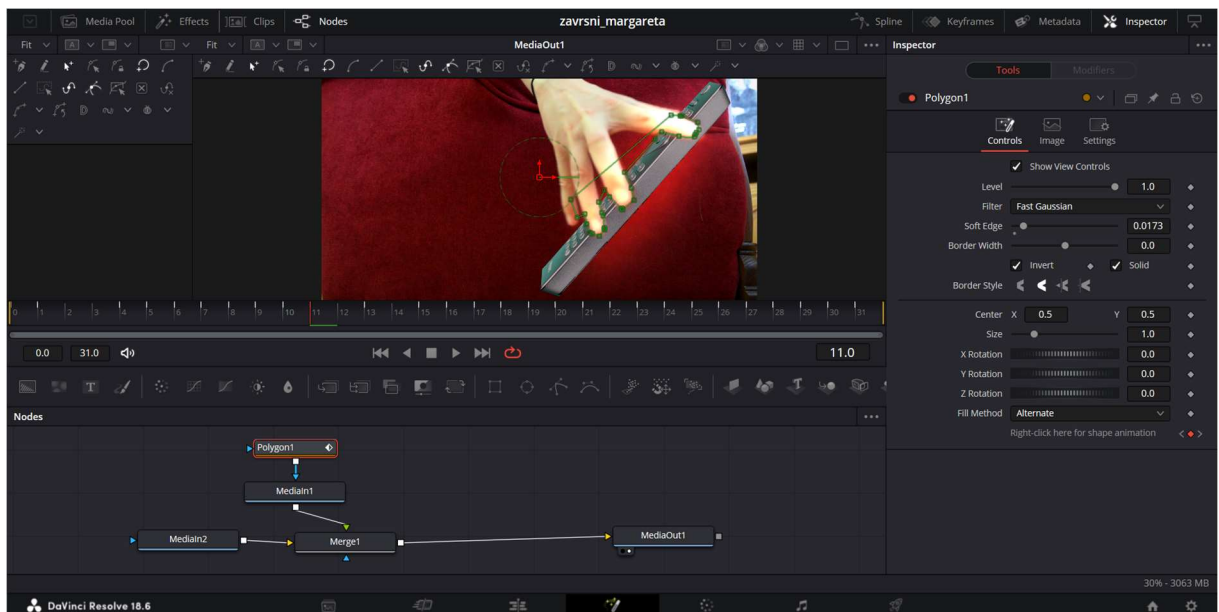 Media Pool Effects Clips Nodes zavrsni_margareta Spline Keyframes Metadata Inspector
Fit Fit MediaOut1 Inspector
Tools Modifiers
Polygon1
Controls Image Settings
Show View Controls
Level 1.0
Filter Fast Gaussian
Soft Edge 0.0173
Border Width 0.0
Invert Solid
Border Style
0 1 2 3 4 5 6 7 8 9 10 11 12 13 14 15 16 17 18 19 20 21 22 23 24 25 26 27 28 29 30 31
Center X 0.5 Y 0.5
Size 1.0
0.0 31.0 11.0
X Rotation 0.0
Y Rotation 0.0
Z Rotation 0.0
Fill Method Alternate
Right-click here for shape animation
Nodes
Polygon1
MediaIn1
MediaIn2 Merge1 MediaOut1
30% - 3063 MB
DaVinci Resolve 18.6